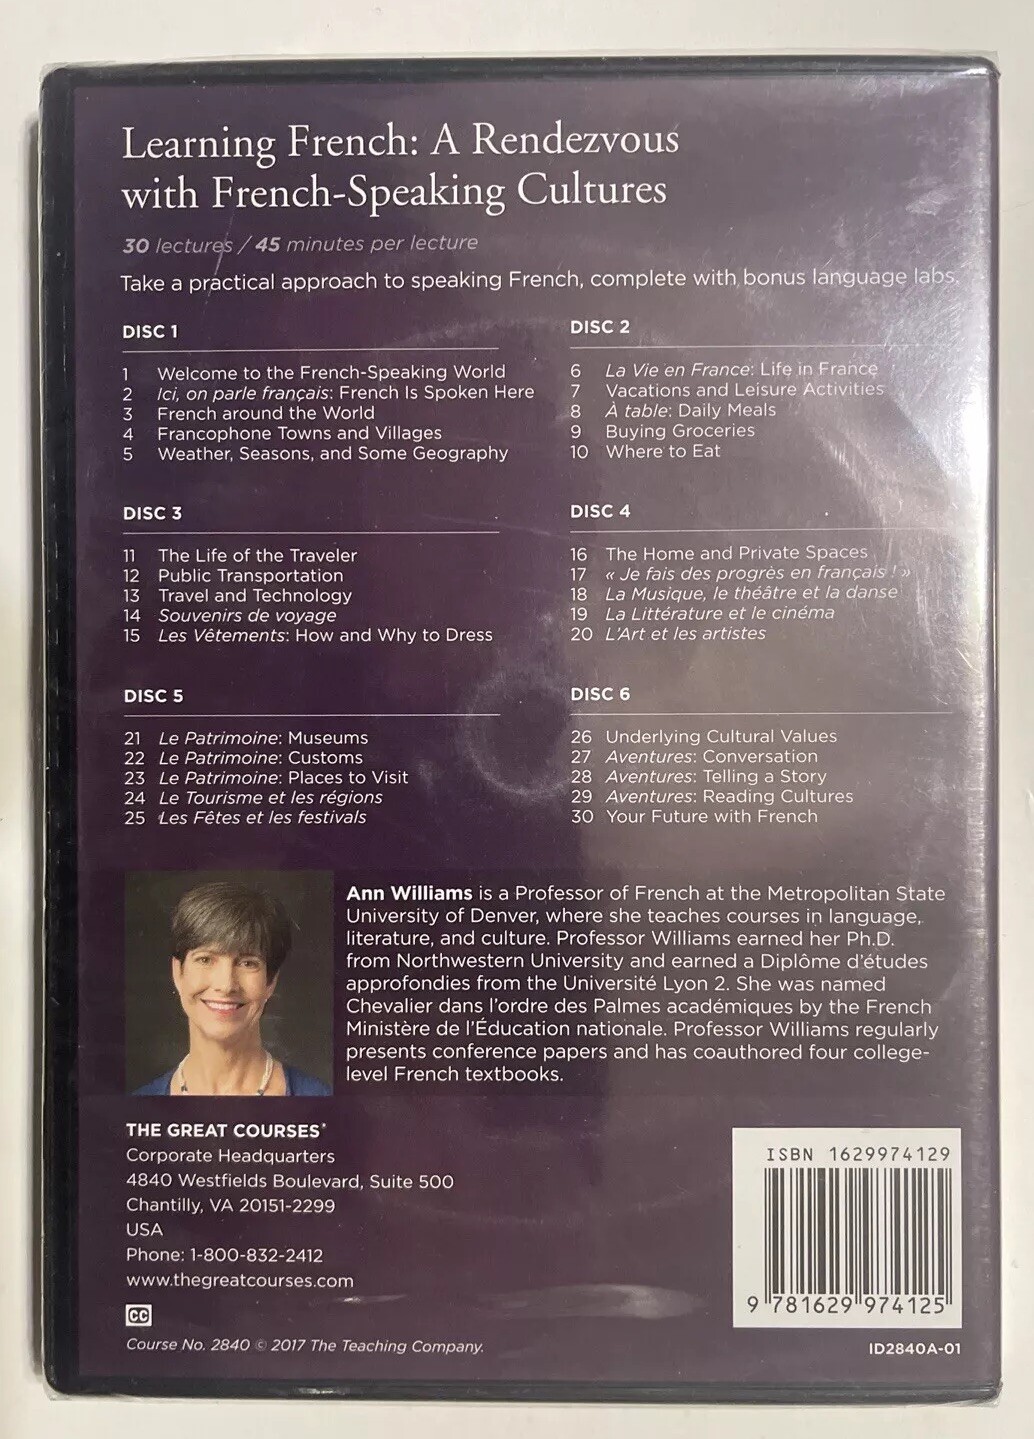 Learning French: A Rendezvous
with French-Speaking Cultures
30 lectures / 45 minutes per lecture
Take a practical approach to speaking French, complete with bonus language labs.
DISC 1
1 Welcome to the French-Speaking World
2 Ici, on parle français: French Is Spoken Here
3 French around the World
4 Francophone Towns and Villages
5 Weather, Seasons, and Some Geography
DISC 2
6 La Vie en France: Life in France
7 Vacations and Leisure Activities
8 À table: Daily Meals
9 Buying Groceries
10 Where to Eat
DISC 3
11 The Life of the Traveler
12 Public Transportation
13 Travel and Technology
14 Souvenirs de voyage
15 Les Vêtements: How and Why to Dress
DISC 4
16 The Home and Private Spaces
17 « Je fais des progrès en français ! »
18 La Musique, le théâtre et la danse
19 La Littérature et le cinéma
20 L'Art et les artistes
DISC 5
21 Le Patrimoine: Museums
22 Le Patrimoine: Customs
23 Le Patrimoine: Places to Visit
24 Le Tourisme et les régions
25 Les Fêtes et les festivals
DISC 6
26 Underlying Cultural Values
27 Aventures: Conversation
28 Aventures: Telling a Story
29 Aventures: Reading Cultures
30 Your Future with French
Ann Williams is a Professor of French at the Metropolitan State
University of Denver, where she teaches courses in language,
literature, and culture. Professor Williams earned her Ph.D.
from Northwestern University and earned a Diplôme d'études
approfondies from the Université Lyon 2. She was named
Chevalier dans l'ordre des Palmes académiques by the French
Ministère de l'Éducation nationale. Professor Williams regularly
presents conference papers and has coauthored four college-
level French textbooks.
THE GREAT COURSES®
Corporate Headquarters
4840 Westfields Boulevard, Suite 500
Chantilly, VA 20151-2299
USA
Phone: 1-800-832-2412
www.thegreatcourses.com
CC
Course No. 2840 © 2017 The Teaching Company.
ISBN 1629974129
9 781629 974125
ID2840A-01